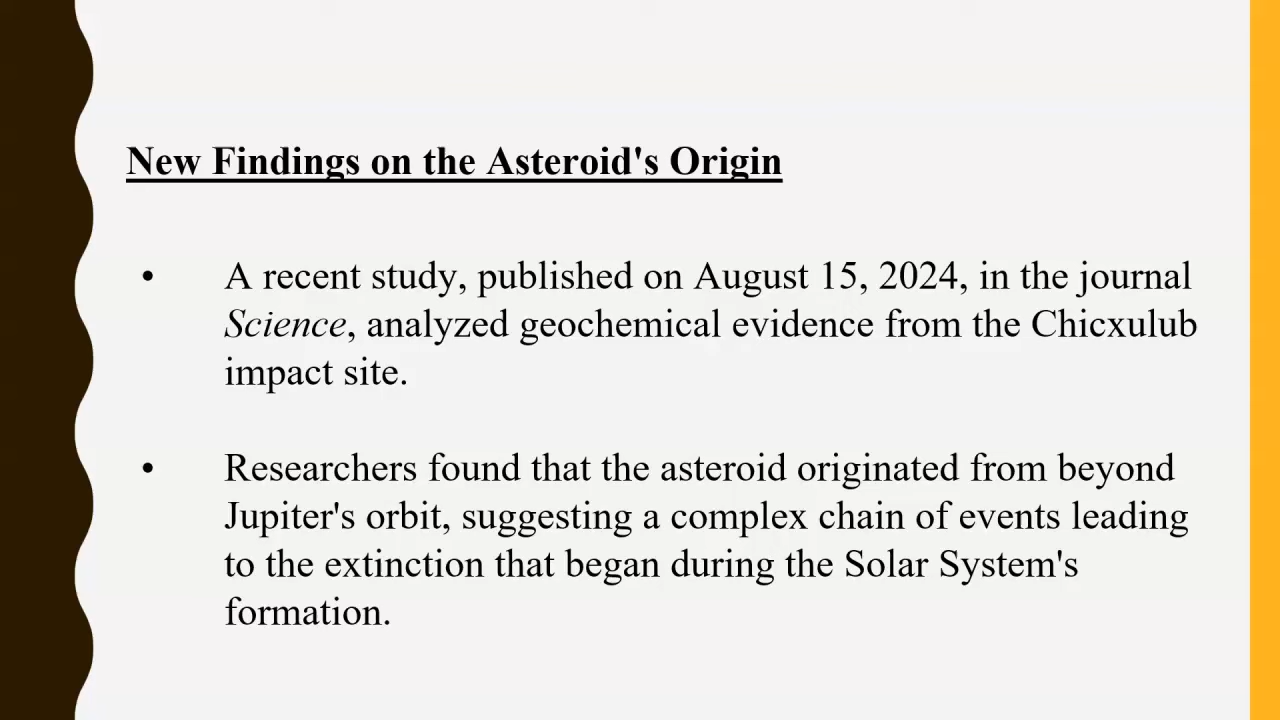 New Findings on the Asteroid's Origin
• A recent study, published on August 15, 2024, in the journal
Science, analyzed geochemical evidence from the Chicxulub
impact site.
• Researchers found that the asteroid originated from beyond
Jupiter's orbit, suggesting a complex chain of events leading
to the extinction that began during the Solar System's
formation.